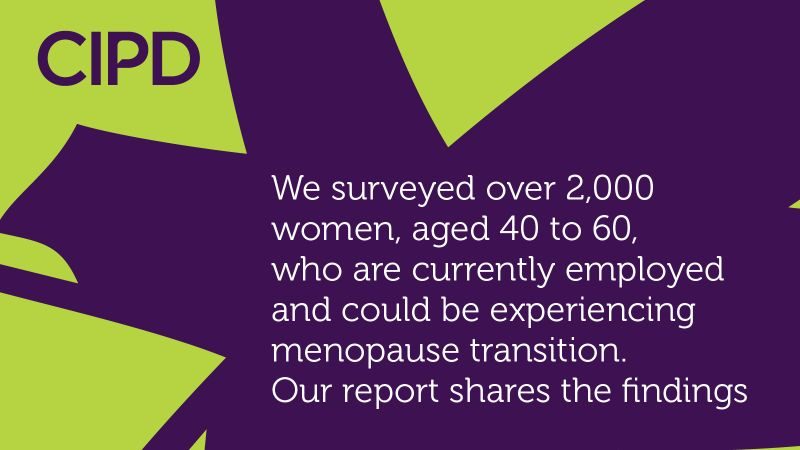 CIPD
We surveyed over 2,000
women, aged 40 to 60,
who are currently employed
and could be experiencing
menopause transition.
Our report shares the findings